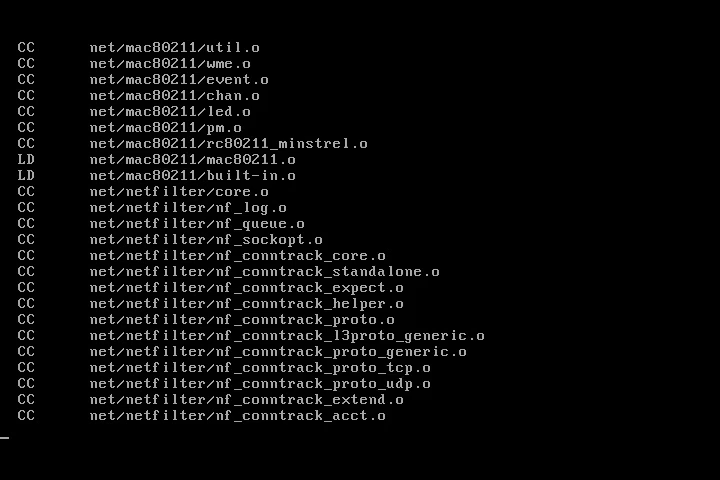 CC net/mac80211/util.o
CC net/mac80211/wme.o
CC net/mac80211/event.o
CC net/mac80211/chan.o
CC net/mac80211/led.o
CC net/mac80211/pm.o
CC net/mac80211/rc80211_minstrel.o
LD net/mac80211/mac80211.o
LD net/mac80211/built-in.o
CC net/netfilter/core.o
CC net/netfilter/nf_log.o
CC net/netfilter/nf_queue.o
CC net/netfilter/nf_sockopt.o
CC net/netfilter/nf_conntrack_core.o
CC net/netfilter/nf_conntrack_standalone.o
CC net/netfilter/nf_conntrack_expect.o
CC net/netfilter/nf_conntrack_helper.o
CC net/netfilter/nf_conntrack_proto.o
CC net/netfilter/nf_conntrack_l3proto_generic.o
CC net/netfilter/nf_conntrack_proto_generic.o
CC net/netfilter/nf_conntrack_proto_tcp.o
CC net/netfilter/nf_conntrack_proto_udp.o
CC net/netfilter/nf_conntrack_extend.o
CC net/netfilter/nf_conntrack_acct.o